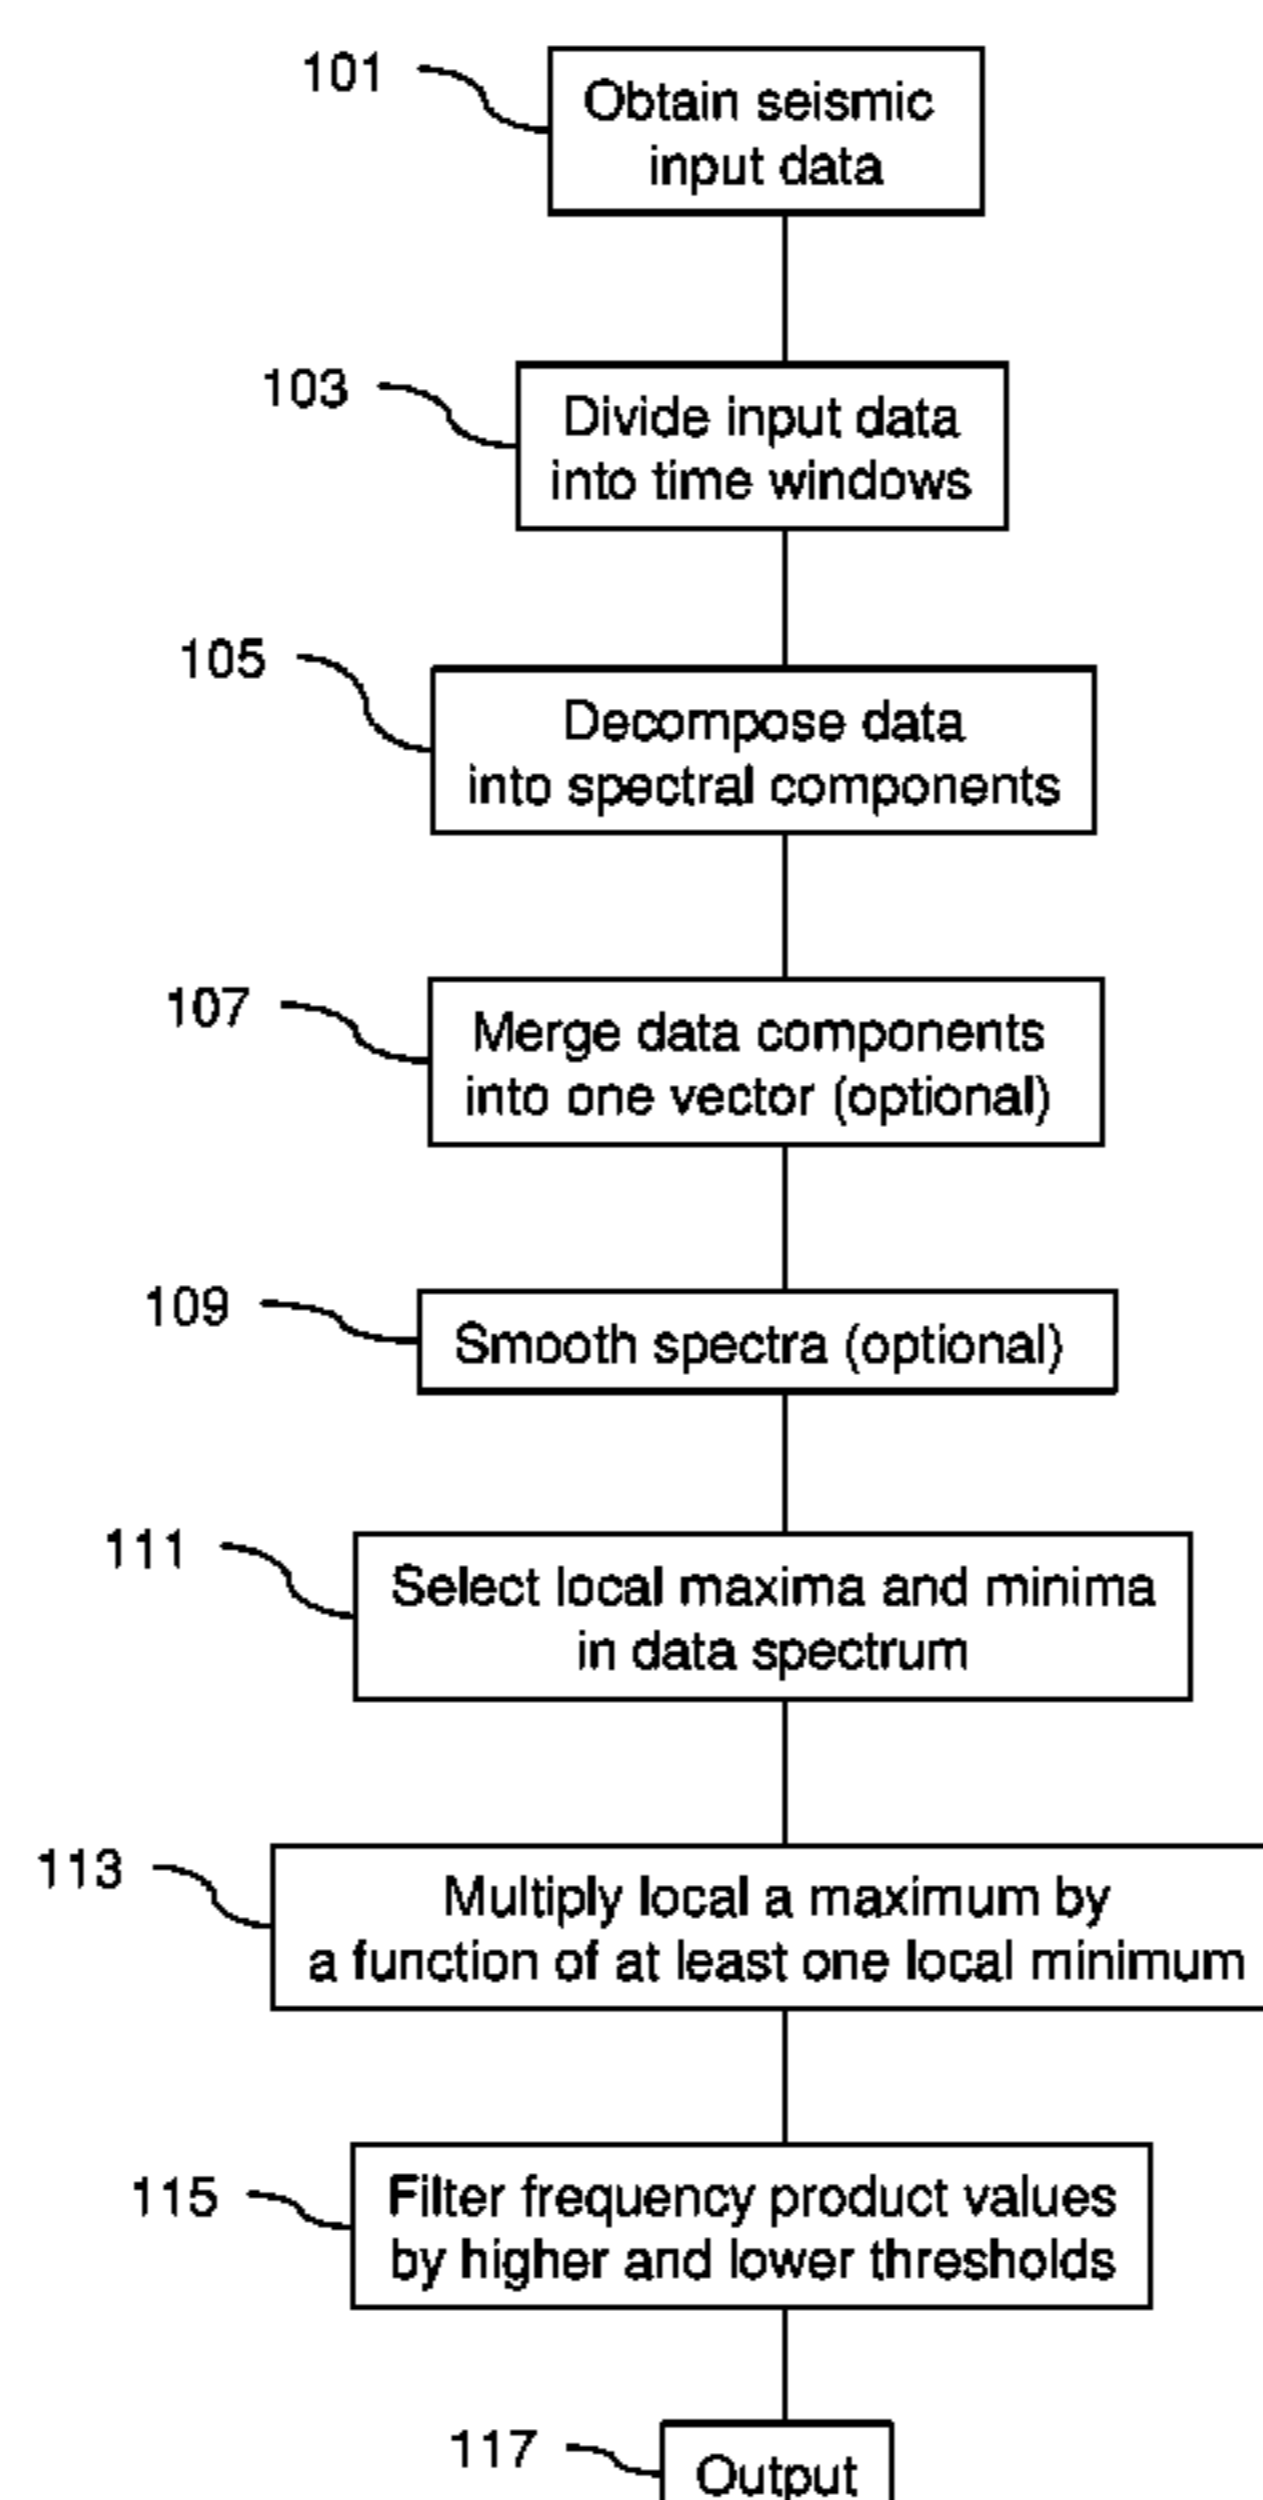 101
Obtain seismic
input data
103
Divide input data
into time windows
105
Decompose data
into spectral components
107
Merge data components
into one vector (optional)
109
Smooth spectra (optional)
111
Select local maxima and minima
in data spectrum
113
Multiply local a maximum by
a function of at least one local minimum
115
Filter frequency product values
by higher and lower thresholds
117
Output